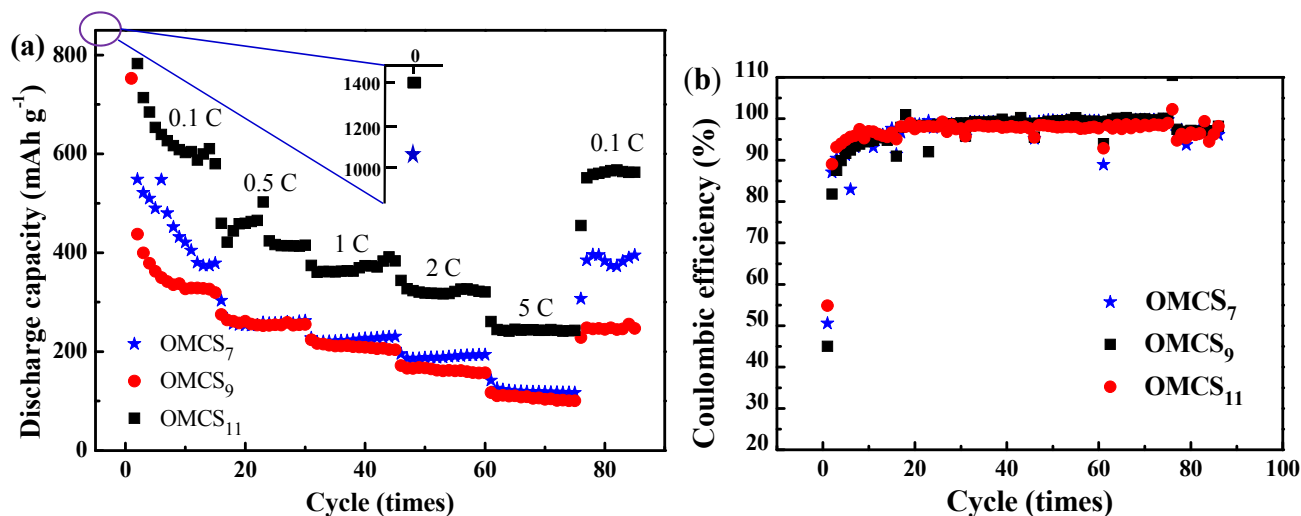 (a)
Discharge capacity (mAh g⁻¹)
800
600
400
200
0
0.1 C
0.5 C
1 C
2 C
5 C
0.1 C
0
1400
1200
1000
OMCS₇
OMCS₉
OMCS₁₁
0 20 40 60 80
Cycle (times)
(b)
Coulombic efficiency (%)
110
100
90
80
70
60
50
40
30
20
OMCS₇
OMCS₉
OMCS₁₁
0 20 40 60 80 100
Cycle (times)